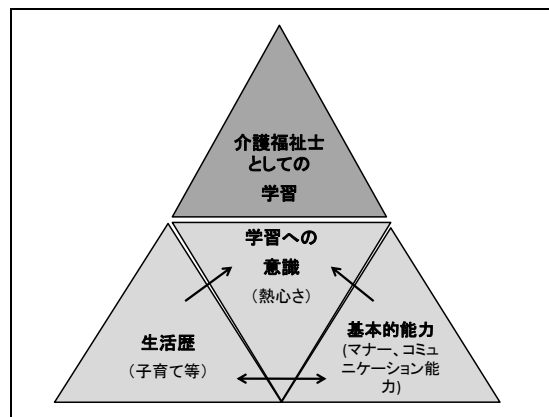 介護福祉士
としての
学習
学習への
意識
（熱心さ）
生活歴
（子育て等）
基本的能力
(マナー、コミュ
ニケーション能
力)